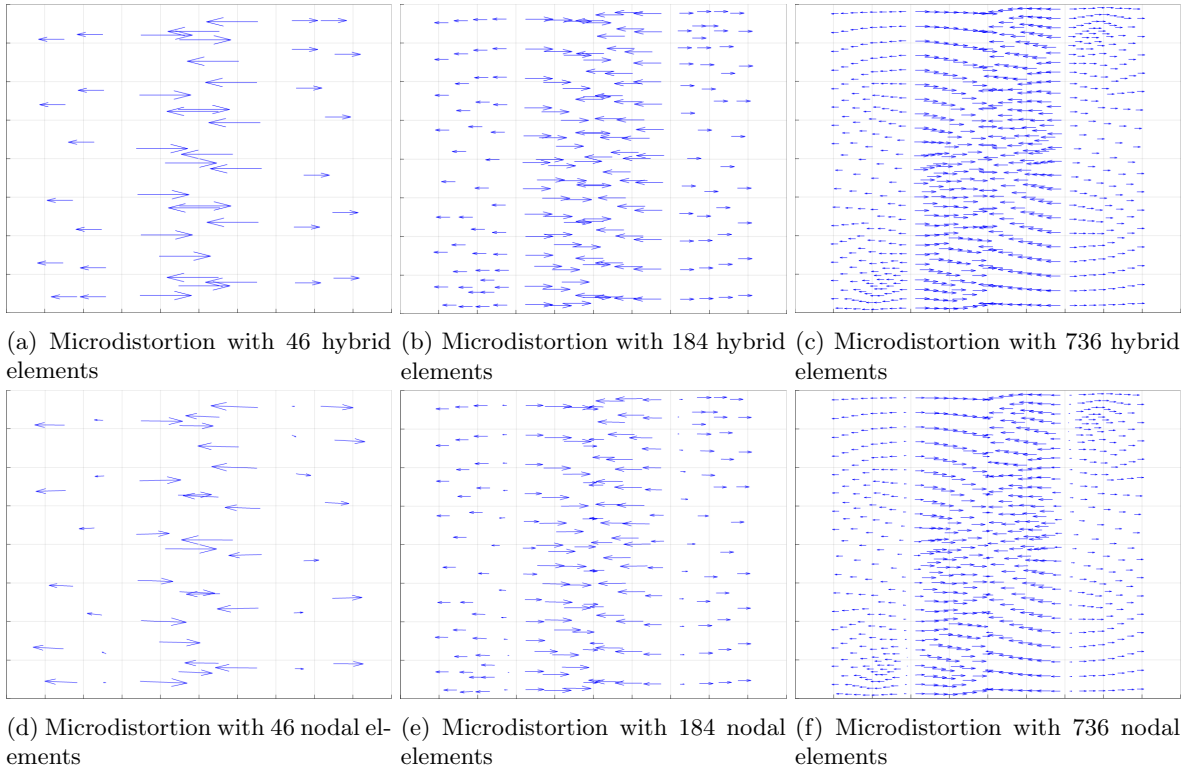 (a) Microdistortion with 46 hybrid elements
(b) Microdistortion with 184 hybrid elements
(c) Microdistortion with 736 hybrid elements
(d) Microdistortion with 46 nodal el-
ements
(e) Microdistortion with 184 nodal elements
(f) Microdistortion with 736 nodal elements